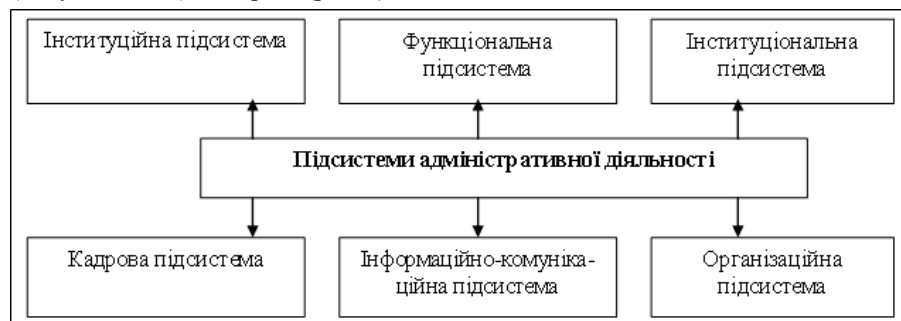 Інституційна підсистема
Функціональна
підсистема
Інституціональна
підсистема
Підсистеми адміністративної діяльності
Кадрова підсистема
Інформаційно-комуніка-
ційна підсистема
Організаційна
підсистема